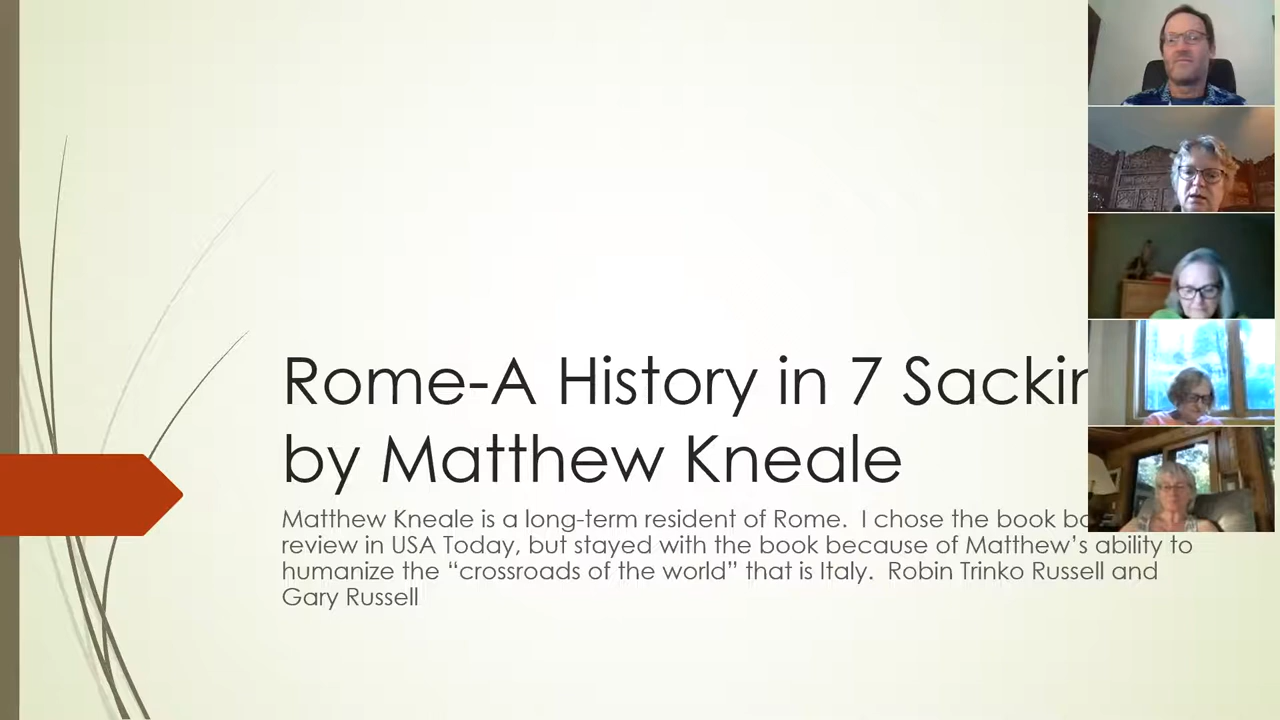 Rome-A History in 7 Sackin
by Matthew Kneale
Matthew Kneale is a long-term resident of Rome. I chose the book
review in USA Today, but stayed with the book because of Matthew’s ability to
humanize the “crossroads of the world” that is Italy. Robin Trinko Russell and
Gary Russell